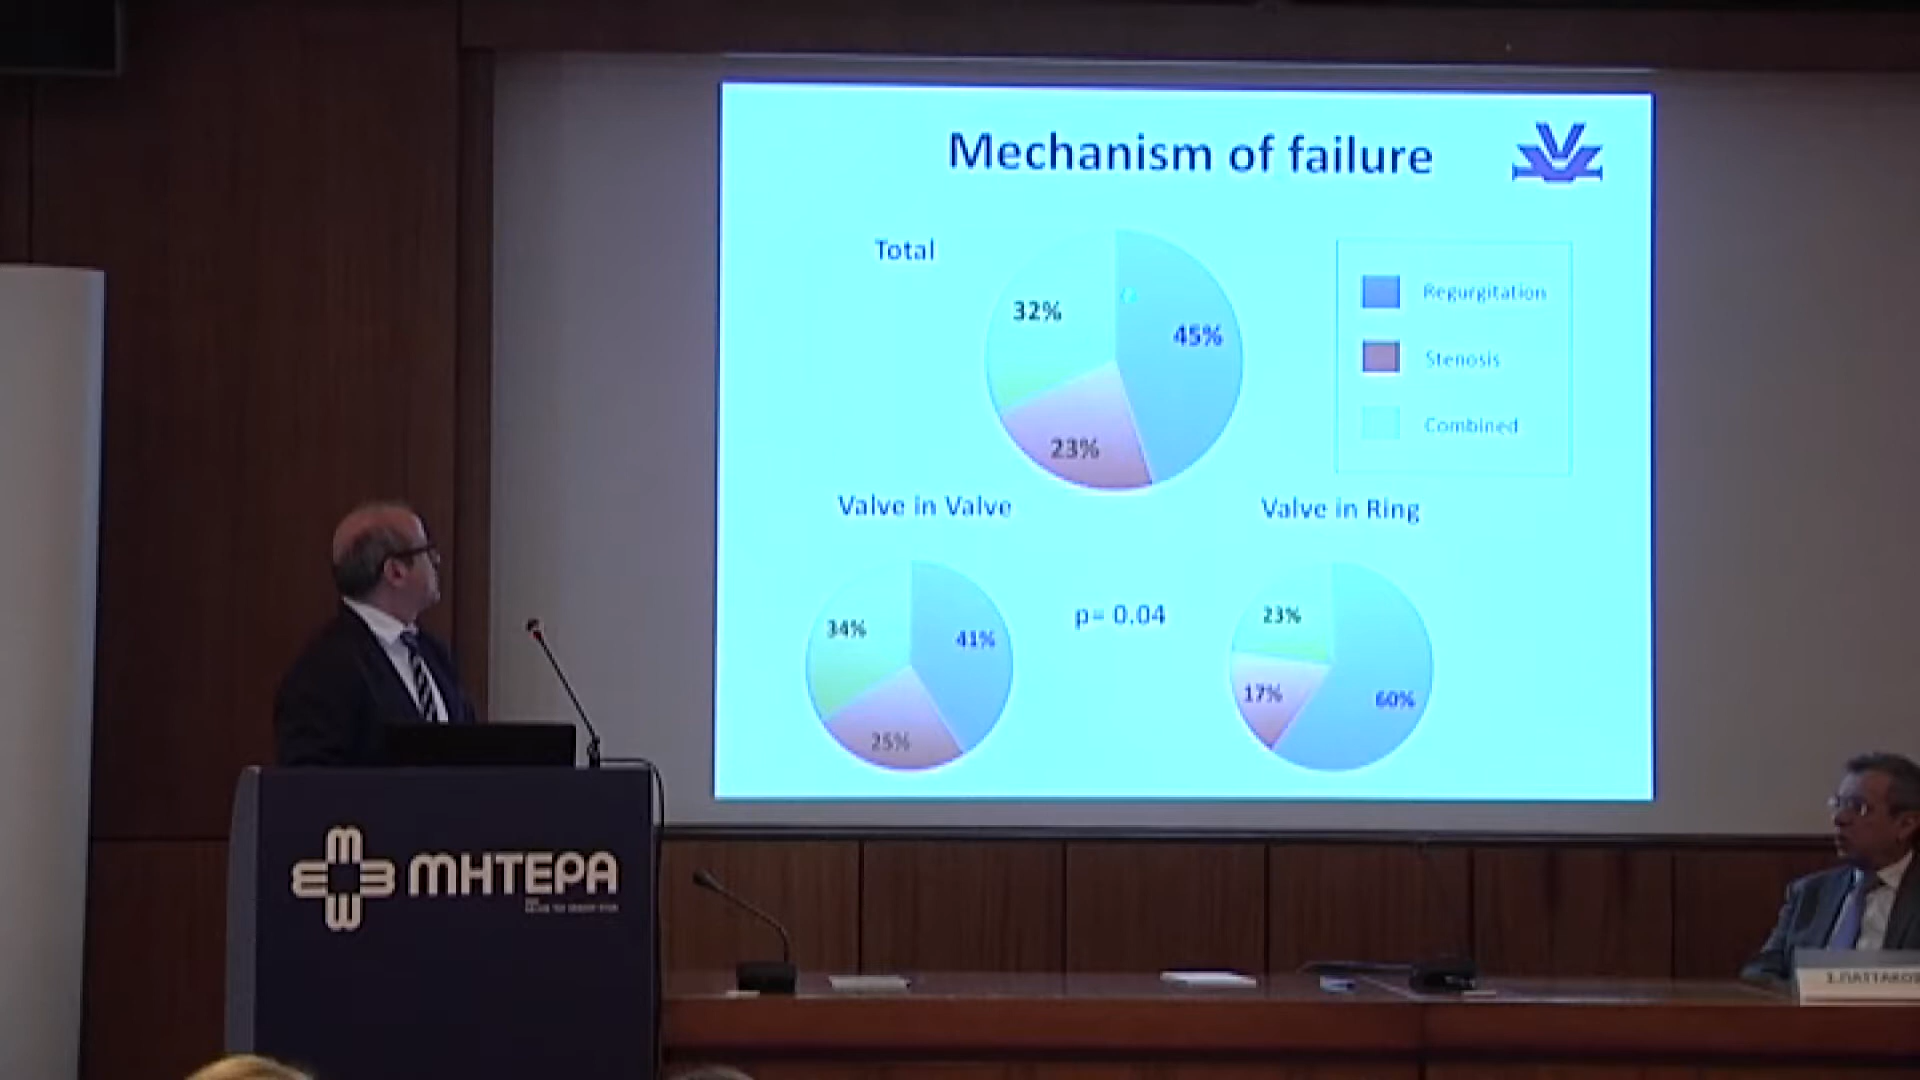 Mechanism of failure
Total
32%
45%
23%
Regurgitation
Stenosis
Combined
Valve in Valve
Valve in Ring
34%
41%
25%
p= 0.04
23%
17%
60%
ΜΗΤΕΡΑ
Σ.ΠΑΤΤΑΚΟΣ